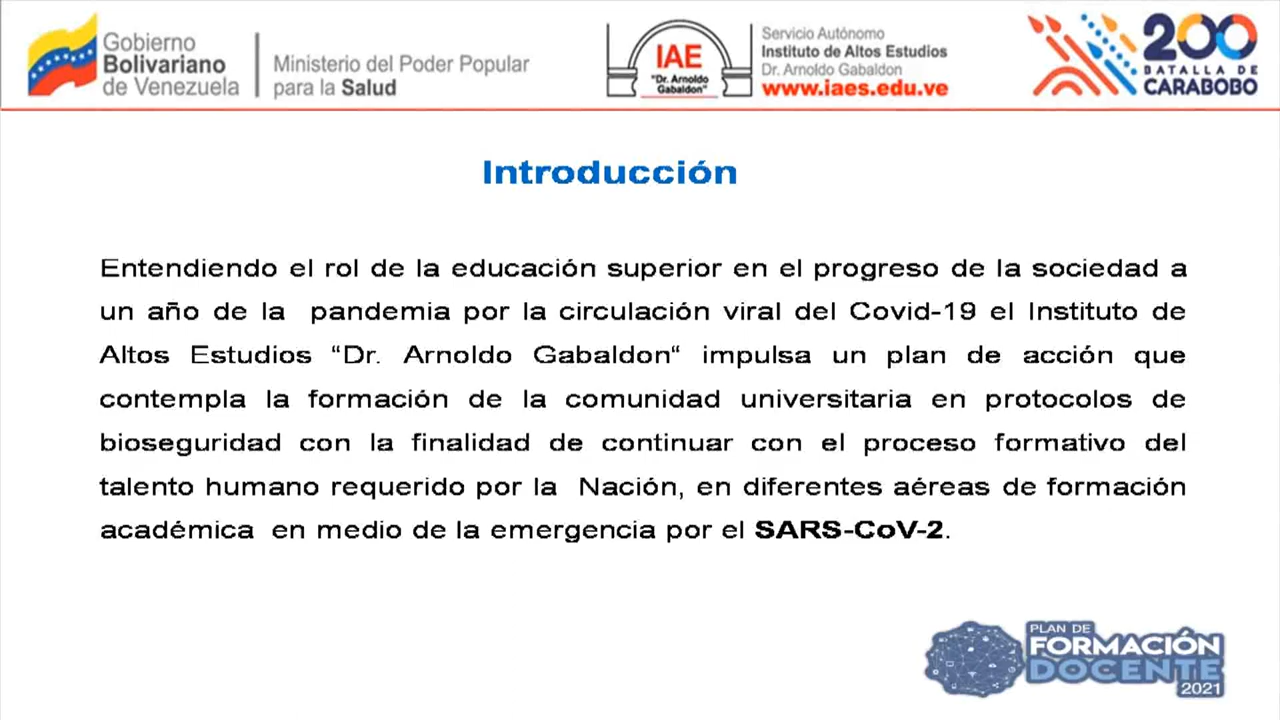 Gobierno
Bolivariano
de Venezuela
Ministerio del Poder Popular
para la Salud
IAE
"Dr. Arnoldo
Gabaldon"
Servicio Autónomo
Instituto de Altos Estudios
Dr. Arnoldo Gabaldon
www.iaes.edu.ve
200
BATALLA DE
CARABOBO
Introducción
Entendiendo el rol de la educación superior en el progreso de la sociedad a
un año de la pandemia por la circulación viral del Covid-19 el Instituto de
Altos Estudios “Dr. Arnoldo Gabaldon“ impulsa un plan de acción que
contempla la formación de la comunidad universitaria en protocolos de
bioseguridad con la finalidad de continuar con el proceso formativo del
talento humano requerido por la Nación, en diferentes aéreas de formación
académica en medio de la emergencia por el SARS-CoV-2.
PLAN DE
FORMACIÓN
DOCENTE
2021